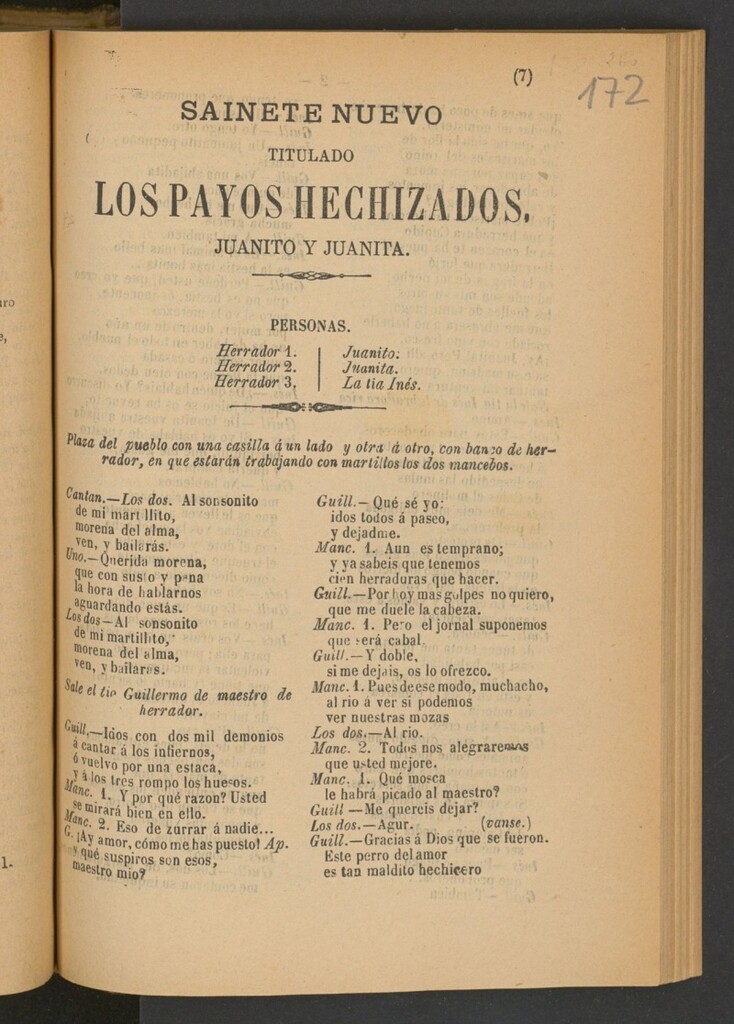 (7)
172
SAINETE NUEVO
TITULADO
LOS PAYOS HECHIZADOS.
JUANITO Y JUANITA.
PERSONAS.
Herrador 1.
Herrador 2.
Herrador 3.
Juanito.
Juanita.
La tia Inés.
Plaza del pueblo con una casilla á un lado y otra á otro, con banco de her-
rador, en que estarán trabajando con martillos los dos mancebos.
Cantan.—Los dos. Al sonsonito
de mi martillito,
morena del alma,
ven, y bailarás.
Uno.—Querida morena,
que con susto y pena
la hora de hablarnos
aguardando estás.
Los dos—Al sonsonito
de mi martillito,
morena del alma,
ven, y bailaras.
Sale el tio Guillermo de maestro de
herrador.
Guill.—Idos con dos mil demonios
á cantar á los infiernos,
ó vuelvo por una estaca,
y á los tres rompo los huesos.
Manc. 1. Y por qué razon? Usted
se mirará bien en ello.
Manc. 2. Eso de zurrar á nadie...
G. ¡Ay amor, cómo me has puesto! Ap.
y qué suspiros son esos,
maestro mio?
Guill.—Qué sé yo:
idos todos á paseo,
y dejadme.
Manc. 1. Aun es temprano;
y ya sabeis que tenemos
cien herraduras que hacer.
Guill.—Por hoy mas golpes no quiero,
que me duele la cabeza.
Manc. 1. Pero el jornal suponemos
que será cabal.
Guill.—Y doble,
si me dejais, os lo ofrezco.
Manc. 1. Pues de ese modo, muchacho,
al rio á ver si podemos
ver nuestras mozas
Los dos.—Al rio.
Manc. 2. Todos nos alegraremos
que usted mejore.
Manc. 1. Qué mosca
le habrá picado al maestro?
Guill—Me quereis dejar?
Los dos.—Agur. (vanse.)
Guill.—Gracias á Dios que se fueron.
Este perro del amor
es tan maldito hechicero